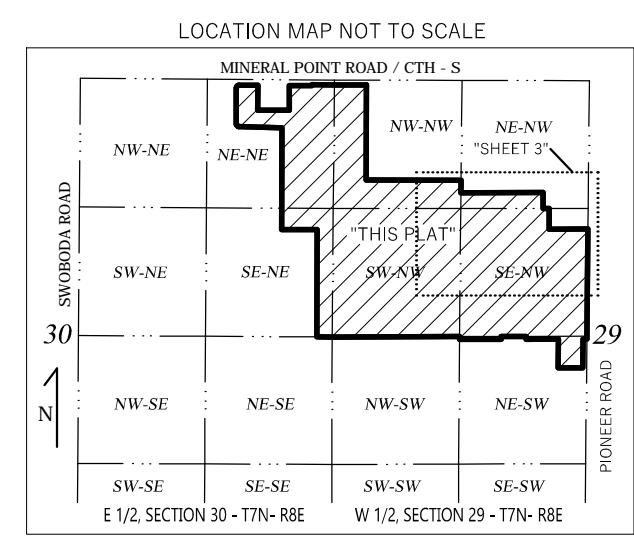 LOCATION MAP NOT TO SCALE
MINERAL POINT ROAD / CTH - S
NW-NW
NE-NW
"SHEET 3"
NW-NE
NE-NE
SWOBODA ROAD
"THIS PLAT"
SW-NE
SE-NE
SW-NW
SE-NW
30
29
N
NW-SE
NE-SE
NW-SW
NE-SW
PIONEER ROAD
SW-SE
SE-SE
SW-SW
SE-SW
E 1/2, SECTION 30 - T7N- R8E
W 1/2, SECTION 29 - T7N- R8E